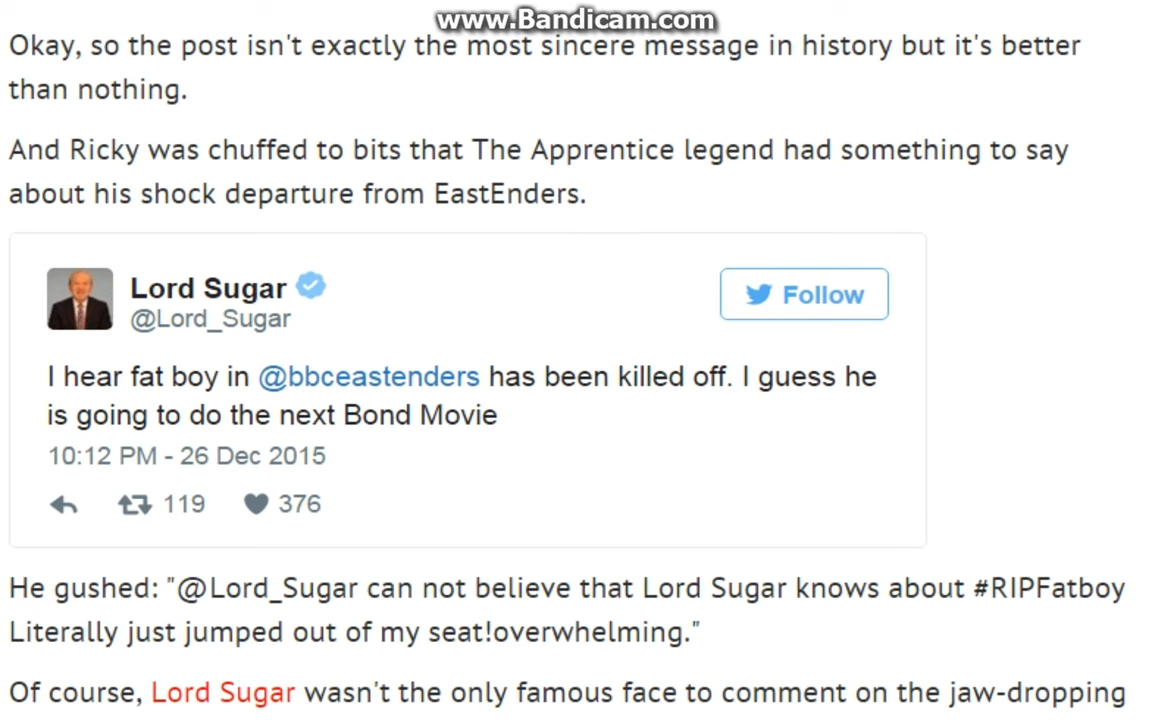 www.Bandicam.com
Okay, so the post isn't exactly the most sincere message in history but it's better
than nothing.
And Ricky was chuffed to bits that The Apprentice legend had something to say
about his shock departure from EastEnders.
Lord Sugar
@Lord_Sugar
Follow
I hear fat boy in @bbceastenders has been killed off. I guess he
is going to do the next Bond Movie
10:12 PM - 26 Dec 2015
119 376
He gushed: "@Lord_Sugar can not believe that Lord Sugar knows about #RIPFatboy
Literally just jumped out of my seat!overwhelming."
Of course, Lord Sugar wasn't the only famous face to comment on the jaw-dropping